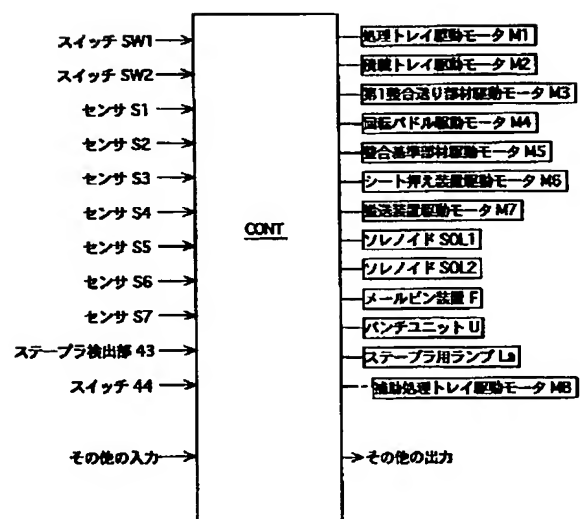 スイッチ SW1
スイッチ SW2
センサ S1
センサ S2
センサ S3
センサ S4
センサ S5
センサ S6
センサ S7
ステープラ検出部 43
スイッチ 44
その他の入力
CONT
処理トレイ駆動モータ M1
積載トレイ駆動モータ M2
第1整合送り部材駆動モータ M3
回転パドル駆動モータ M4
整合基準部材駆動モータ M5
シート押え装置駆動モータ M6
搬送装置駆動モータ M7
ソレノイド SOL1
ソレノイド SOL2
メールビン装置 F
パンチユニット U
ステープラ用ランプ La
補助処理トレイ駆動モータ M8
その他の出力